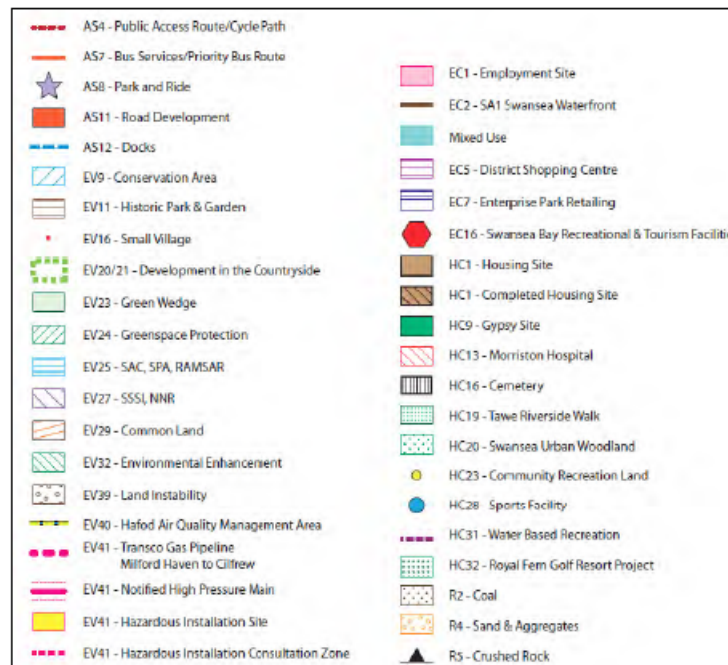 AS4 - Public Access Route/Cycle Path
AS7 - Bus Services/Priority Bus Route
AS8 - Park and Ride
AS11 - Road Development
AS12 - Docks
EV9 - Conservation Area
EV11 - Historic Park & Garden
EV16 - Small Village
EV20/21 - Development in the Countryside
EV23 - Green Wedge
EV24 - Greenspace Protection
EV25 - SAC, SPA, RAMSAR
EV27 - SSSI, NNR
EV29 - Common Land
EV32 - Environmental Enhancement
EV39 - Land Instability
EV40 - Hafod Air Quality Management Area
EV41 - Transco Gas Pipeline
Milford Haven to Cilfrew
EV41 - Notified High Pressure Main
EV41 - Hazardous Installation Site
EV41 - Hazardous Installation Consultation Zone
EC1 - Employment Site
EC2 - SA1 Swansea Waterfront
Mixed Use
EC5 - District Shopping Centre
EC7 - Enterprise Park Retailing
EC16 - Swansea Bay Recreational & Tourism Faciliti
HC1 - Housing Site
HC1 - Completed Housing Site
HC9 - Gypsy Site
HC13 - Morriston Hospital
HC16 - Cemetery
HC19 - Tawe Riverside Walk
HC20 - Swansea Urban Woodland
HC23 - Community Recreation Land
HC28 - Sports Facility
HC31 - Water Based Recreation
HC32 - Royal Fern Golf Resort Project
R2 - Coal
R4 - Sand & Aggregates
R5 - Crushed Rock